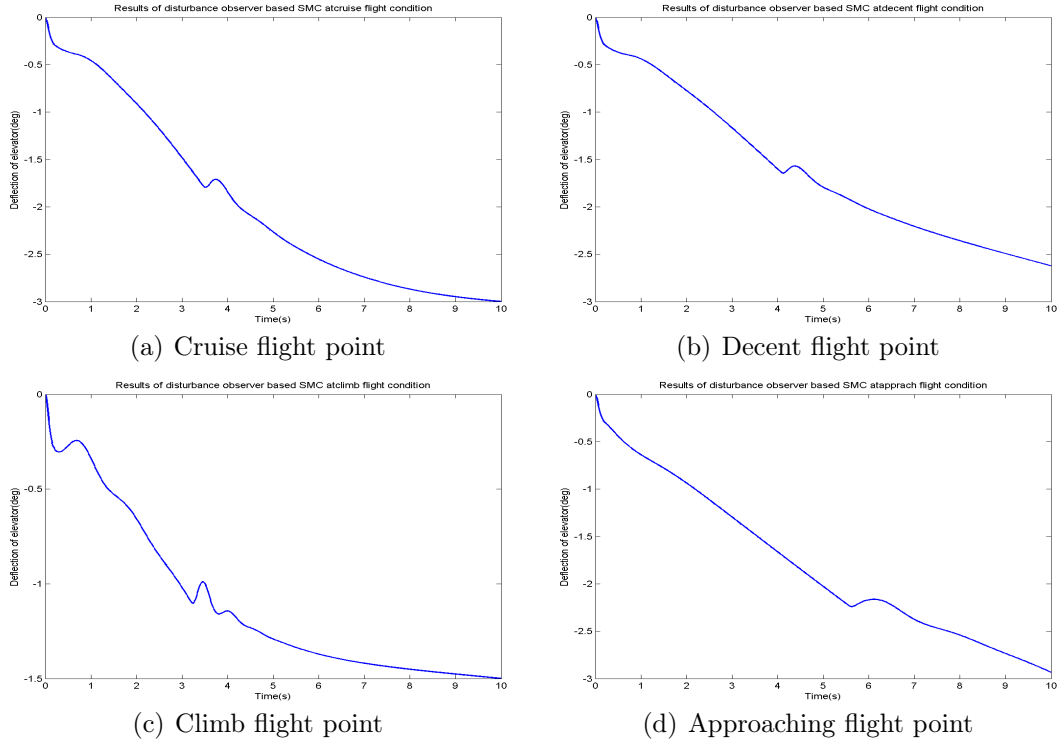 Results of disturbance observer based SMC atcruise flight condition
Deflection of elevator(deg)
0
-0.5
-1
-1.5
-2
-2.5
-3
0 1 2 3 4 5 6 7 8 9 10
Time(s)
(a) Cruise flight point
Results of disturbance observer based SMC atdecent flight condition
Deflection of elevator(deg)
0
-0.5
-1
-1.5
-2
-2.5
-3
0 1 2 3 4 5 6 7 8 9 10
Time(s)
(b) Decent flight point
Results of disturbance observer based SMC atclimb flight condition
Deflection of elevator(deg)
0
-0.5
-1
-1.5
0 1 2 3 4 5 6 7 8 9 10
Time(s)
(c) Climb flight point
Results of disturbance observer based SMC atapprach flight condition
Deflection of elevator(deg)
0
-0.5
-1
-1.5
-2
-2.5
-3
0 1 2 3 4 5 6 7 8 9 10
Time(s)
(d) Approaching flight point